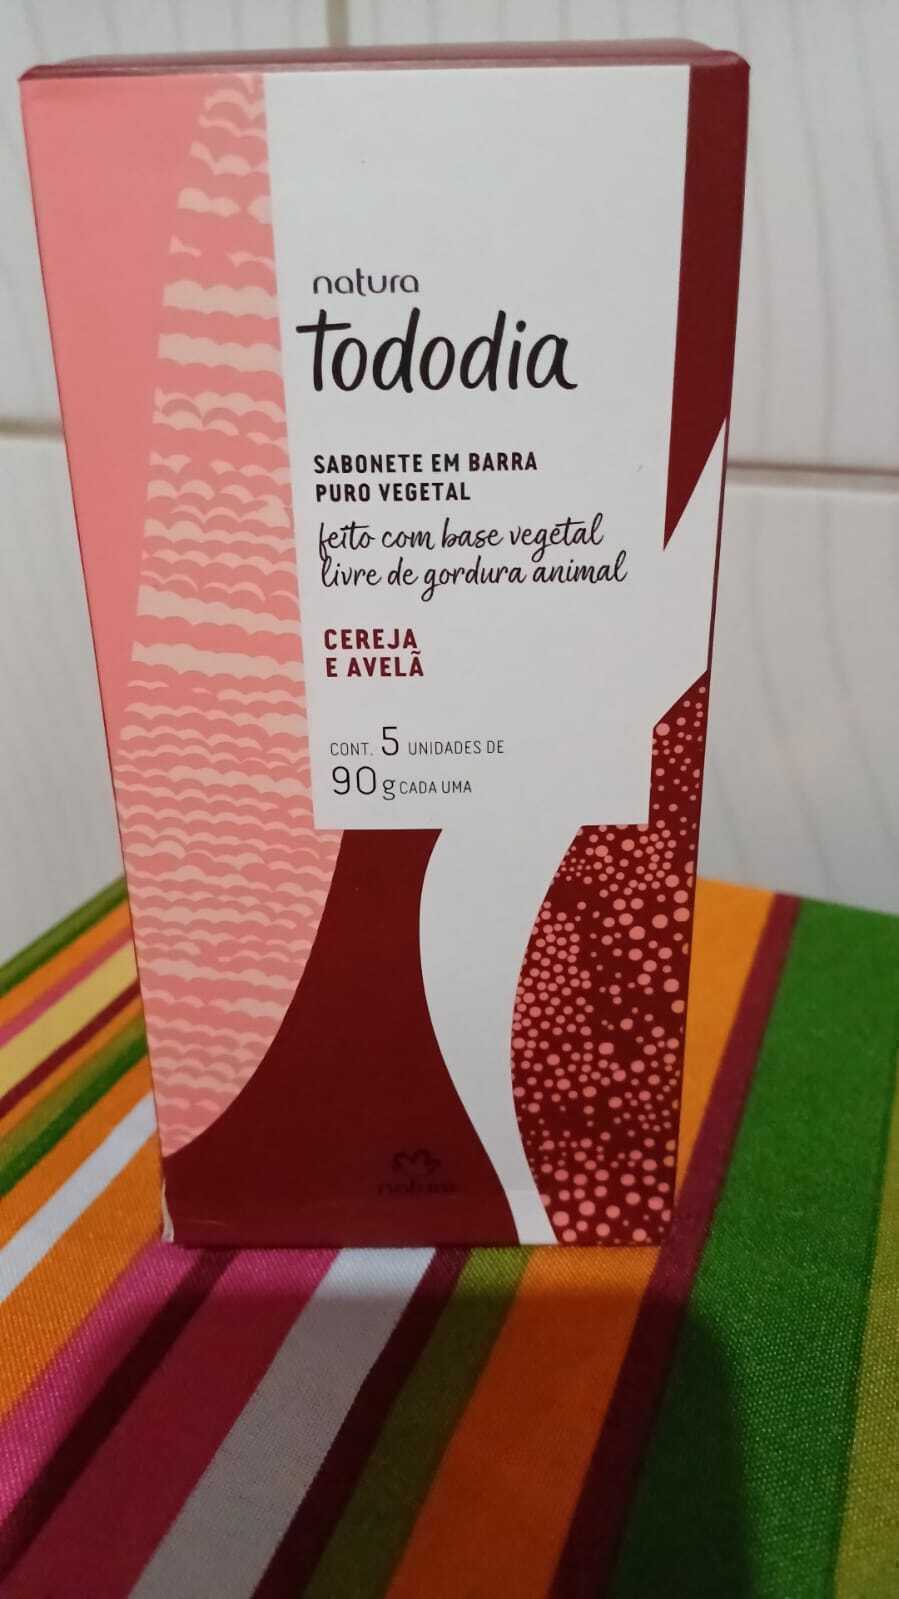 natura
Tododia
SABONETE EM BARRA
PURO VEGETAL
feito com base vegetal
livre de gordura animal
CEREJA
E AVELÃ
CONT. 5 UNIDADES DE
90g CADA UMA
natura